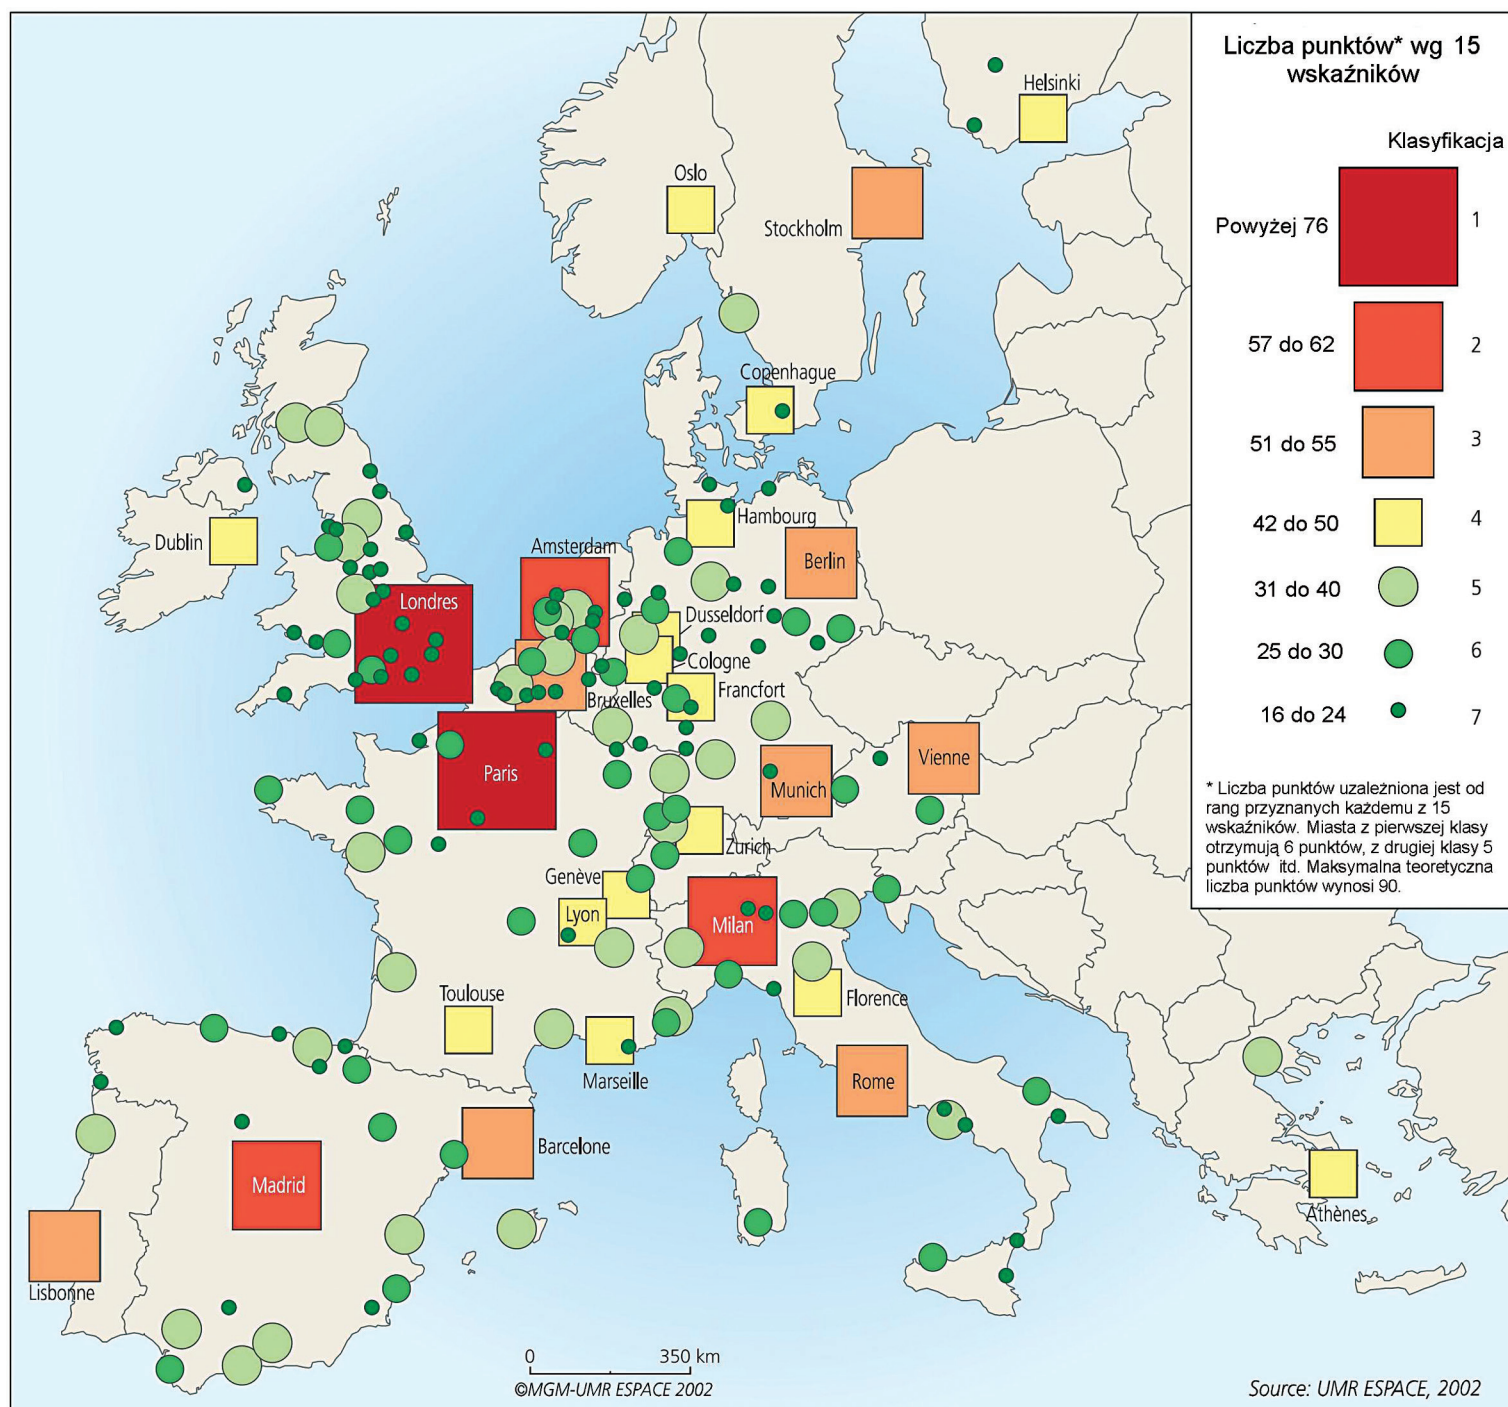 Liczba punktów* wg 15
wskaźników
Klasyfikacja
Powyżej 76
1
57 do 62
2
51 do 55
3
42 do 50
4
31 do 40
5
25 do 30
6
16 do 24
7
* Liczba punktów uzależniona jest od
rang przyznanych każdemu z 15
wskaźników. Miasta z pierwszej klasy
otrzymują 6 punktów, z drugiej klasy 5
punktów itd. Maksymalna teoretyczna
liczba punktów wynosi 90.
Helsinki
Oslo
Stockholm
Copenhague
Hambourg
Dublin
Amsterdam
Berlin
Londres
Dusseldorf
Cologne
Francfort
Bruxelles
Paris
Munich
Vienne
Zurich
Genève
Lyon
Milan
Toulouse
Florence
Marseille
Rome
Barcelone
Madrid
Athènes
Lisbonne
0
350 km
©MGM-UMR ESPACE 2002
Source: UMR ESPACE, 2002